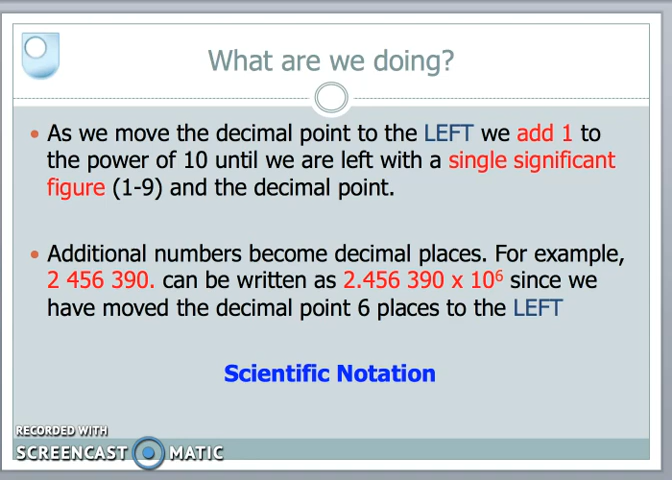 What are we doing?
• As we move the decimal point to the LEFT we add 1 to
the power of 10 until we are left with a single significant
figure (1-9) and the decimal point.
• Additional numbers become decimal places. For example,
2 456 390. can be written as 2.456 390 x 10⁶ since we
have moved the decimal point 6 places to the LEFT
Scientific Notation
RECORDED WITH
SCREENCAST MATIC